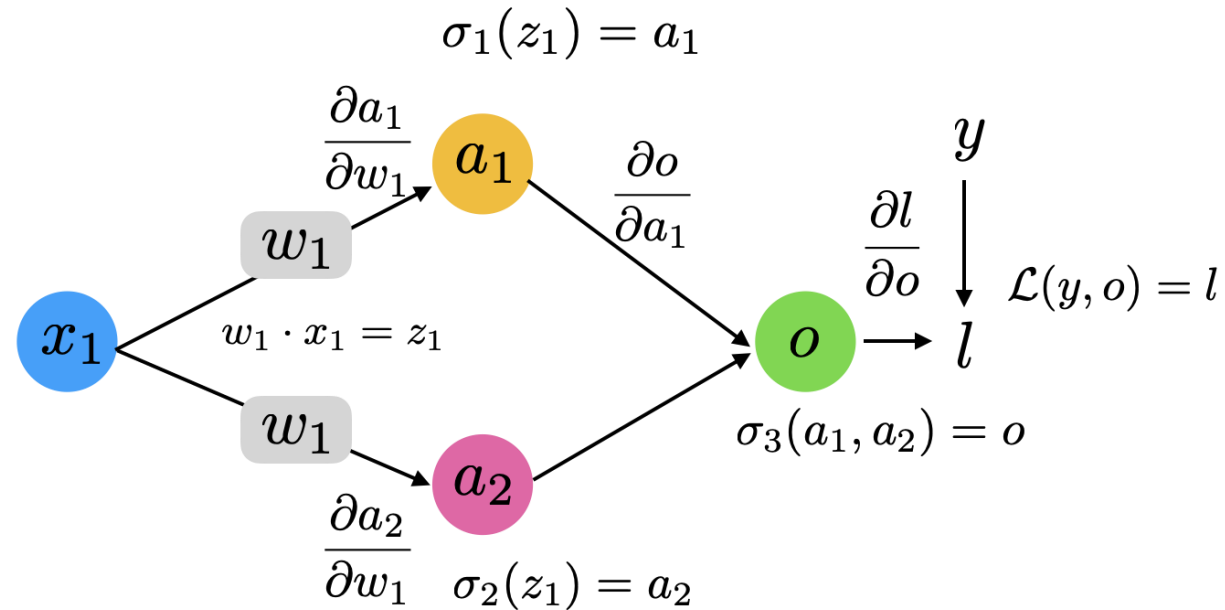 σ₁(z₁) = a₁
∂a₁/∂w₁
a₁
∂o/∂a₁
y
w₁
∂l/∂o
ℒ(y, o) = l
x₁
w₁ · x₁ = z₁
o
l
w₁
σ₃(a₁, a₂) = o
a₂
∂a₂/∂w₁
σ₂(z₁) = a₂